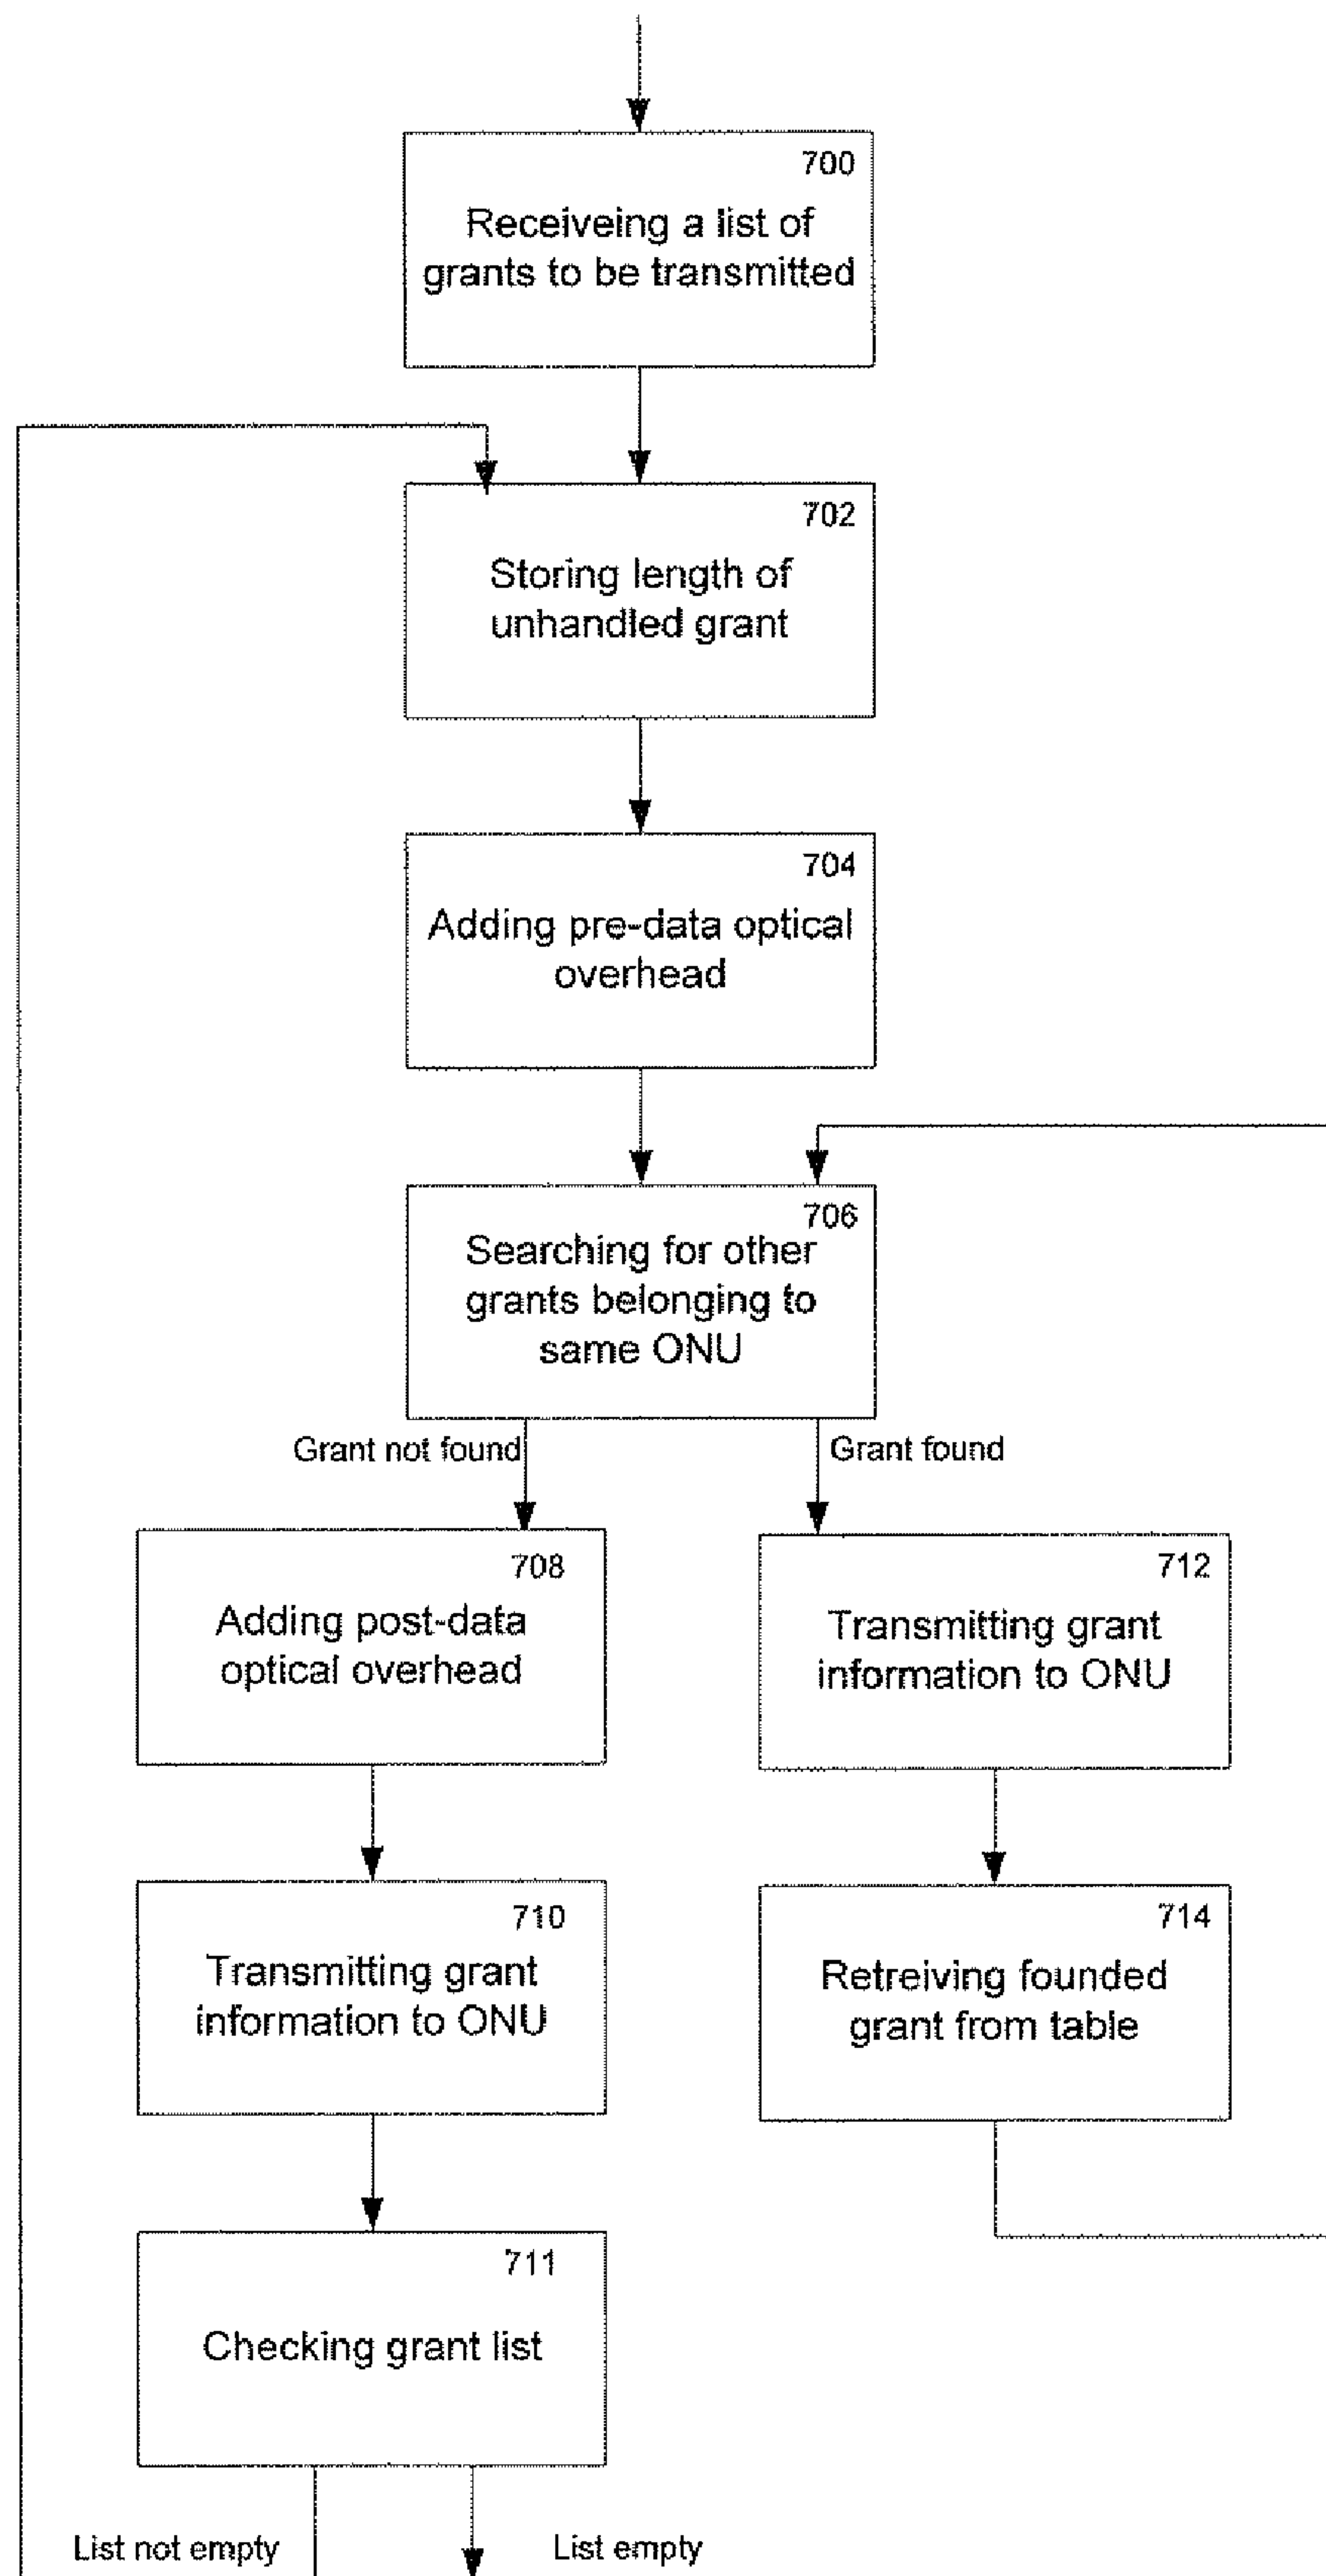 700
Receiveing a list of
grants to be transmitted
702
Storing length of
unhandled grant
704
Adding pre-data optical
overhead
706
Searching for other
grants belonging to
same ONU
Grant not found
Grant found
708
Adding post-data
optical overhead
712
Transmitting grant
information to ONU
710
Transmitting grant
information to ONU
714
Retreiving founded
grant from table
711
Checking grant list
List not empty
List empty